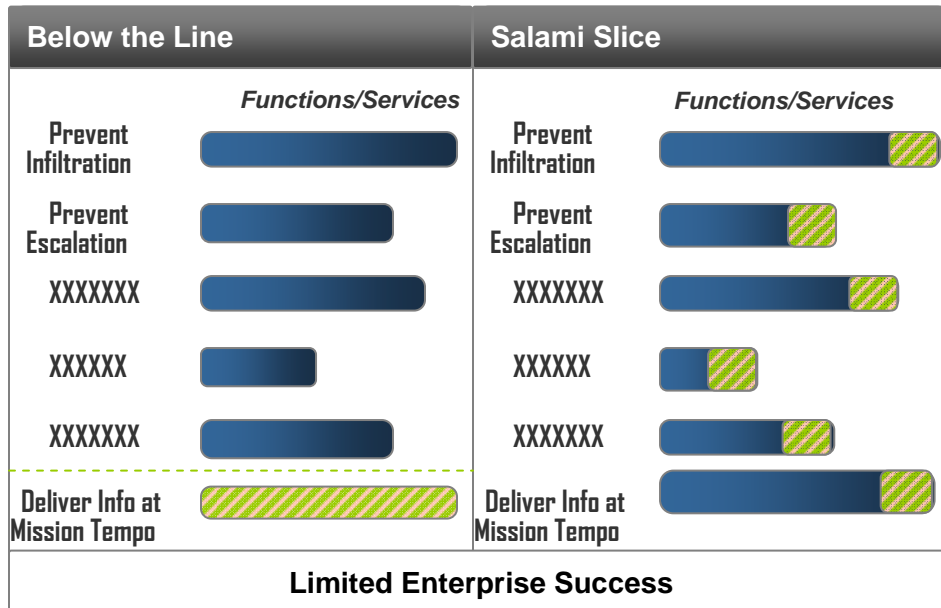 Below the Line
Functions/Services
Prevent
Infiltration
Prevent
Escalation
XXXXXXX
XXXXXX
XXXXXXX
Deliver Info at
Mission Tempo
Salami Slice
Functions/Services
Prevent
Infiltration
Prevent
Escalation
XXXXXXX
XXXXXX
XXXXXXX
Deliver Info at
Mission Tempo
Limited Enterprise Success